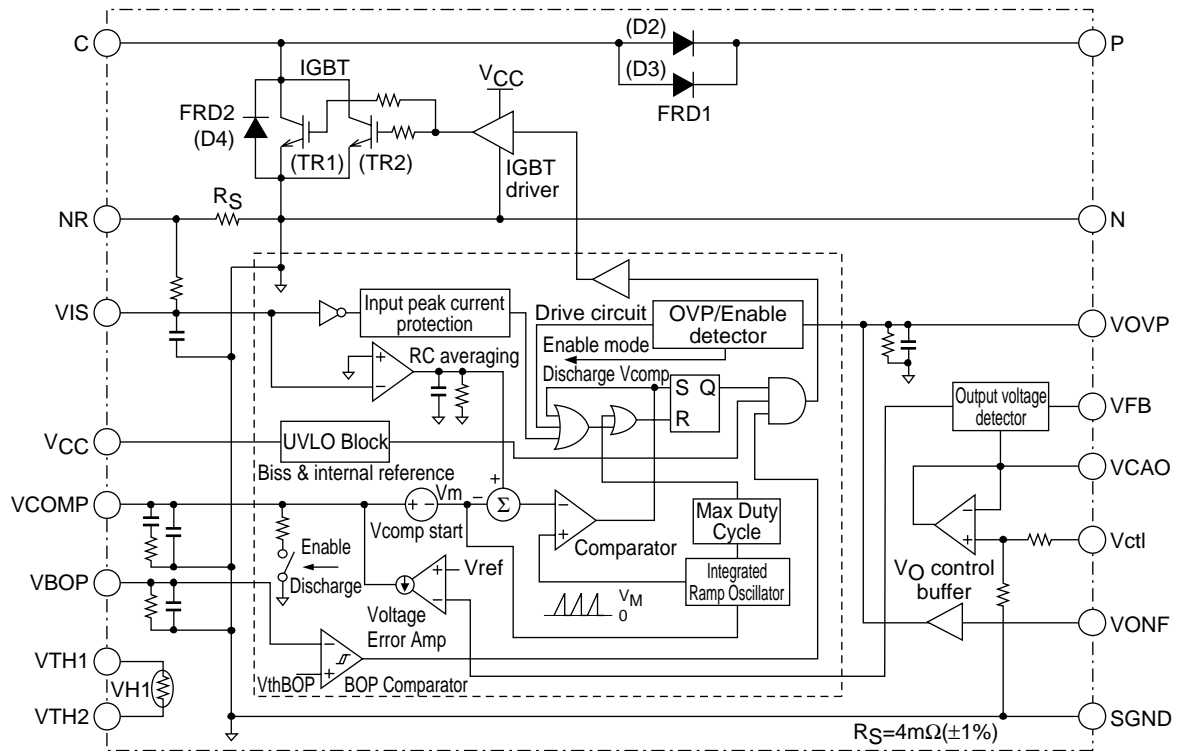 C
P
(D2)
(D3)
FRD1
IGBT
VCC
FRD2
(D4)
(TR1)
(TR2)
IGBT
driver
NR
RS
N
VIS
Input peak current
protection
Drive circuit
OVP/Enable
detector
VOVP
RC averaging
Enable mode
Discharge Vcomp
S Q
R
Output voltage
detector
VFB
VCC
UVLO Block
Biss & internal reference
VCAO
VCOMP
+ −
Vm
Vcomp start
−
+
Σ
−
+
Comparator
Max Duty
Cycle
−
+
Vctl
Enable
Discharge
Vref
+
−
Voltage
Error Amp
Integrated
Ramp Oscillator
VM
0
VO control
buffer
VBOP
VONF
VTH1
VH1
VTH2
−
+
VthBOP
BOP Comparator
SGND
RS=4mΩ(±1%)
+
−